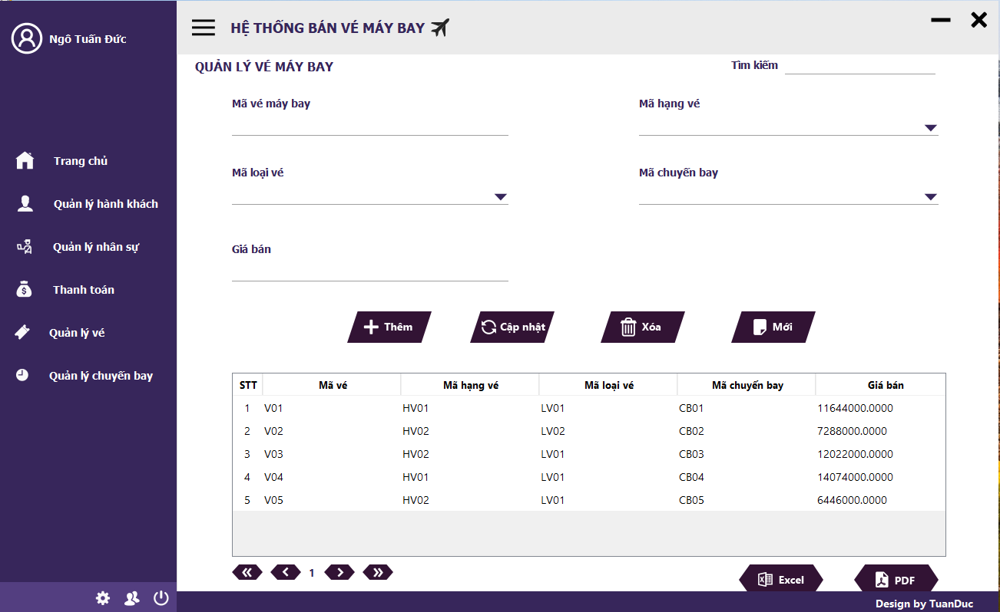 Ngô Tuấn Đức
Trang chủ
Quản lý hành khách
Quản lý nhân sự
Thanh toán
Quản lý vé
Quản lý chuyến bay
HỆ THỐNG BÁN VÉ MÁY BAY
QUẢN LÝ VÉ MÁY BAY
Tìm kiếm
Mã vé máy bay
Mã hạng vé
Mã loại vé
Mã chuyến bay
Giá bán
Thêm
Cập nhật
Xóa
Mới
STT Mã vé Mã hạng vé Mã loại vé Mã chuyến bay Giá bán
1 V01 HV01 LV01 CB01 11644000.0000
2 V02 HV02 LV02 CB02 7288000.0000
3 V03 HV02 LV01 CB03 12022000.0000
4 V04 HV01 LV01 CB04 14074000.0000
5 V05 HV02 LV01 CB05 6446000.0000
1
Excel
PDF
Design by TuanDuc